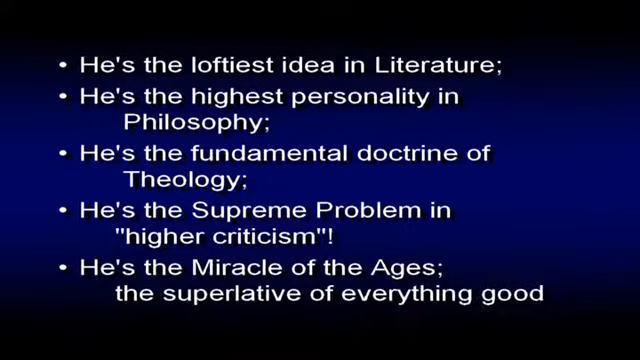 • He's the loftiest idea in Literature;
• He's the highest personality in
Philosophy;
• He's the fundamental doctrine of
Theology;
• He's the Supreme Problem in
"higher criticism"!
• He's the Miracle of the Ages;
the superlative of everything good